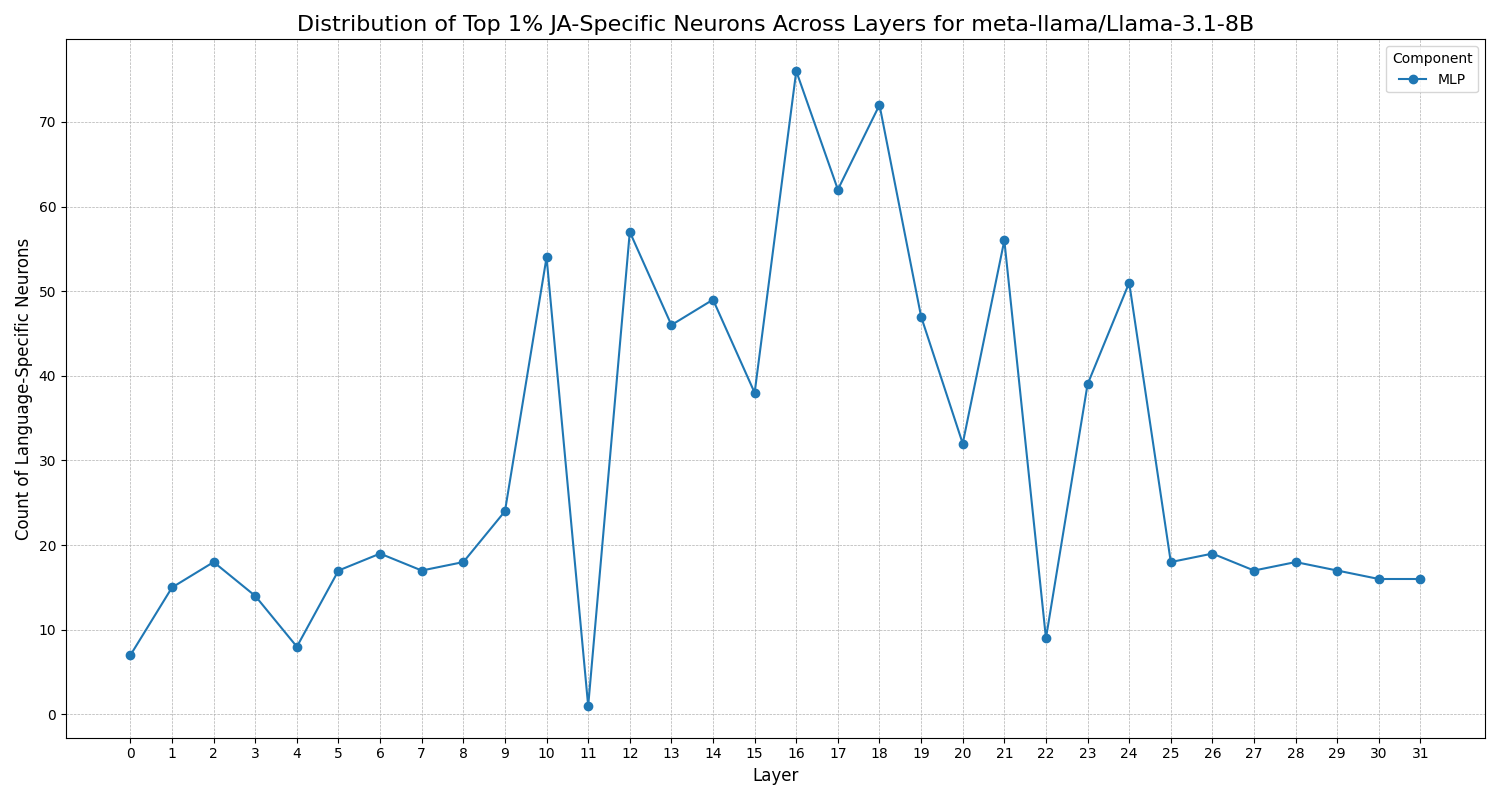 Distribution of Top 1% JA-Specific Neurons Across Layers for meta-llama/Llama-3.1-8B
Component
MLP
Count of Language-Specific Neurons
70
60
50
40
30
20
10
0
0 1 2 3 4 5 6 7 8 9 10 11 12 13 14 15 16 17 18 19 20 21 22 23 24 25 26 27 28 29 30 31
Layer